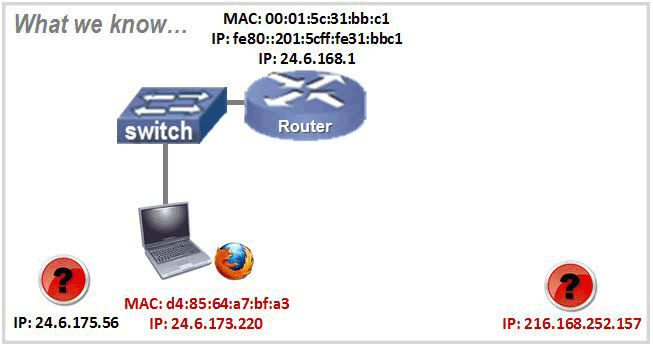 What we know…
MAC: 00:01:5c:31:bb:c1
IP: fe80::201:5cff:fe31:bbc1
IP: 24.6.168.1
switch
Router
?
MAC: d4:85:64:a7:bf:a3
IP: 24.6.175.56
IP: 24.6.173.220
?
IP: 216.168.252.157